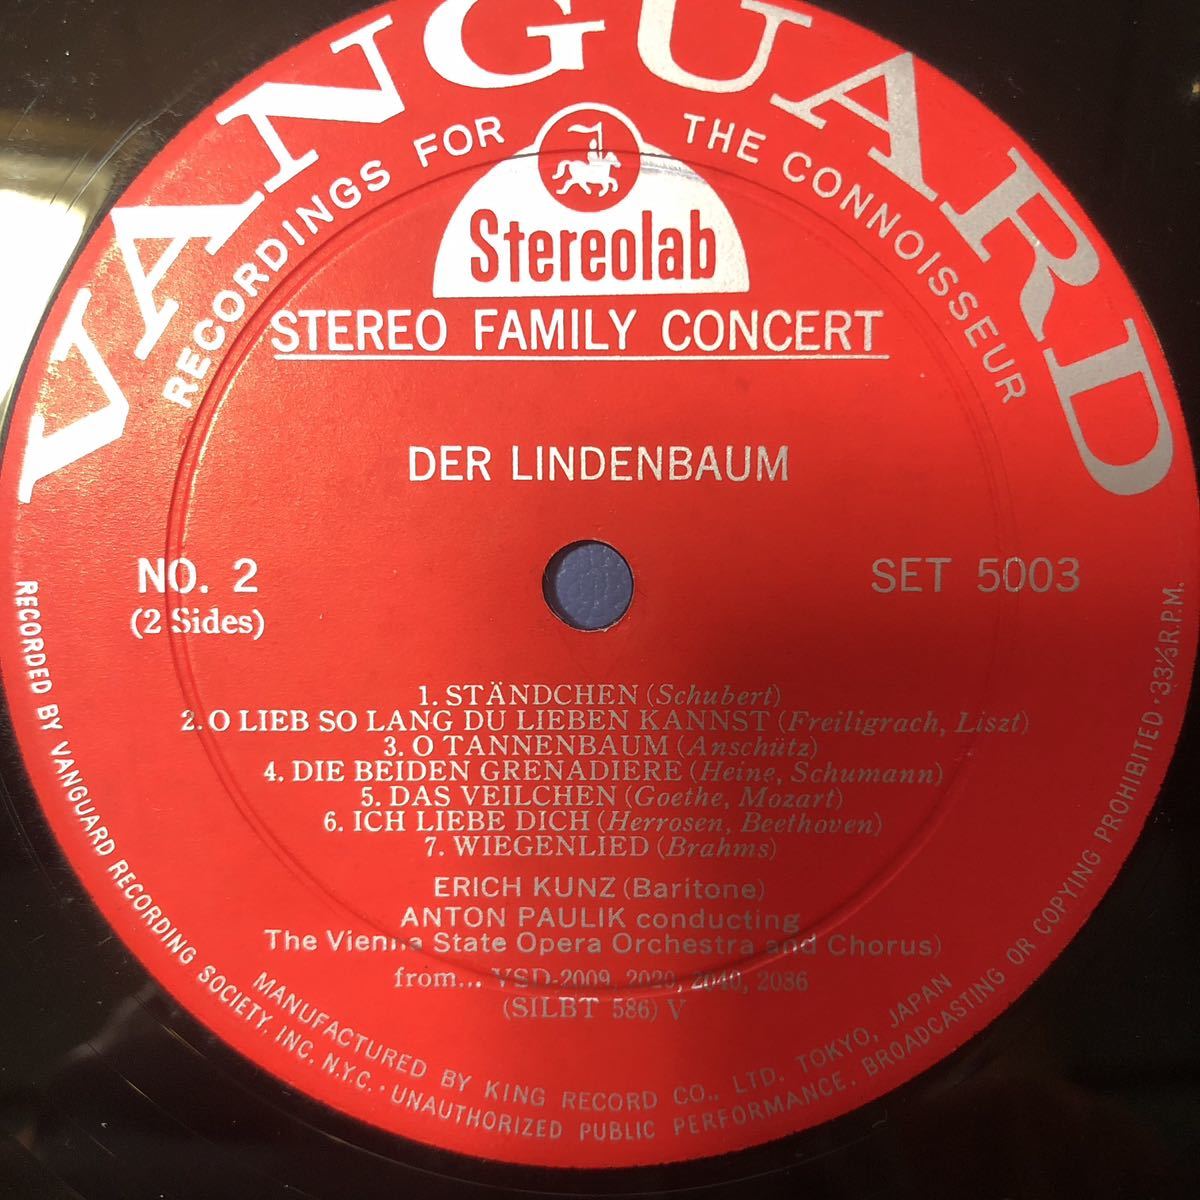 VANGUARD
RECORDINGS FOR THE CONNOISSEUR
Stereolab
STEREO FAMILY CONCERT
DER LINDENBAUM
NO. 2
(2 Sides)
SET 5003
1. STÄNDCHEN (Schubert)
2. O LIEB SO LANG DU LIEBEN KANNST (Freiligrach, Liszt)
3. O TANNENBAUM (Anschütz)
4. DIE BEIDEN GRENADIERE (Heine, Schumann)
5. DAS VEILCHEN (Goethe, Mozart)
6. ICH LIEBE DICH (Herrosen, Beethoven)
7. WIEGENLIED (Brahms)
ERICH KUNZ (Baritone)
ANTON PAULIK conducting
The Vienna State Opera Orchestra and Chorus)
from... VSD-2009, 2020, 2040, 2086
(SILBT 586) V
MANUFACTURED BY KING RECORD CO., LTD. TOKYO, JAPAN
RECORDED BY VANGUARD RECORDING SOCIETY, INC. N.Y.C. · UNAUTHORIZED PUBLIC PERFORMANCE. BROADCASTING OR COPYING PROHIBITED · 33⅓ R.P.M.